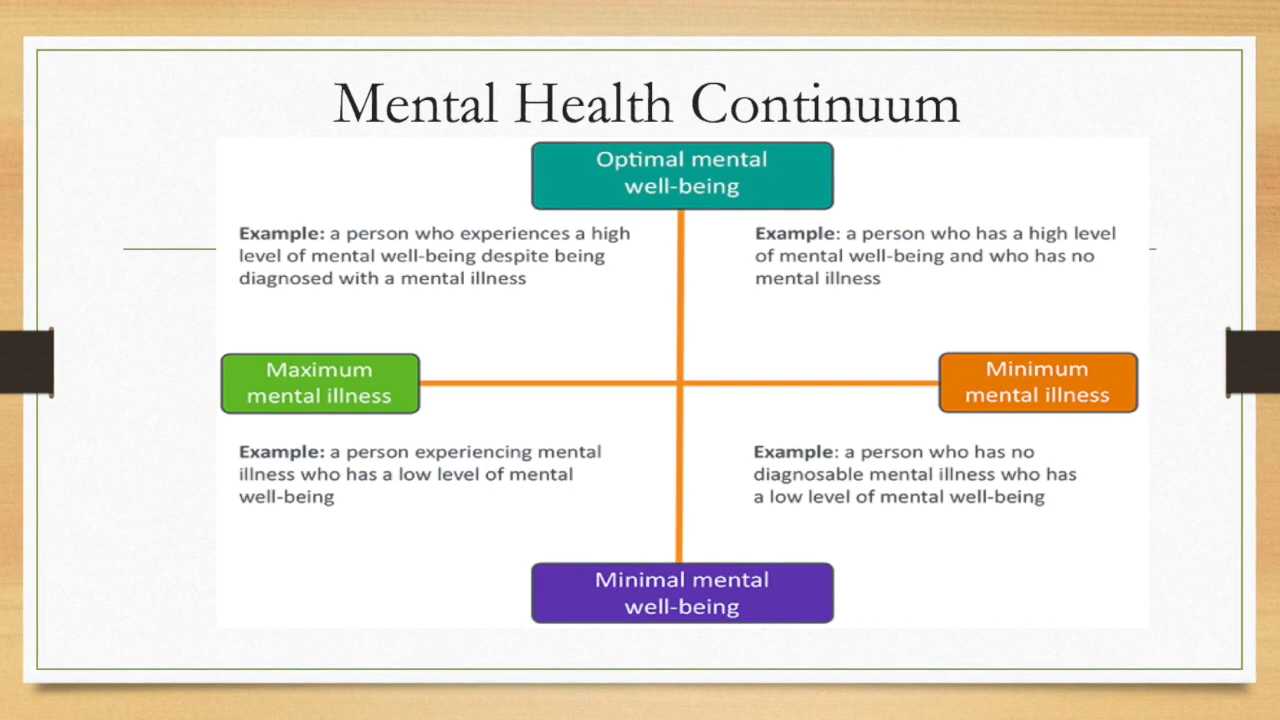 Mental Health Continuum
Optimal mental
well-being
Example: a person who experiences a high
level of mental well-being despite being
diagnosed with a mental illness
Example: a person who has a high level
of mental well-being and who has no
mental illness
Maximum
mental illness
Minimum
mental illness
Example: a person experiencing mental
illness who has a low level of mental
well-being
Example: a person who has no
diagnosable mental illness who has
a low level of mental well-being
Minimal mental
well-being